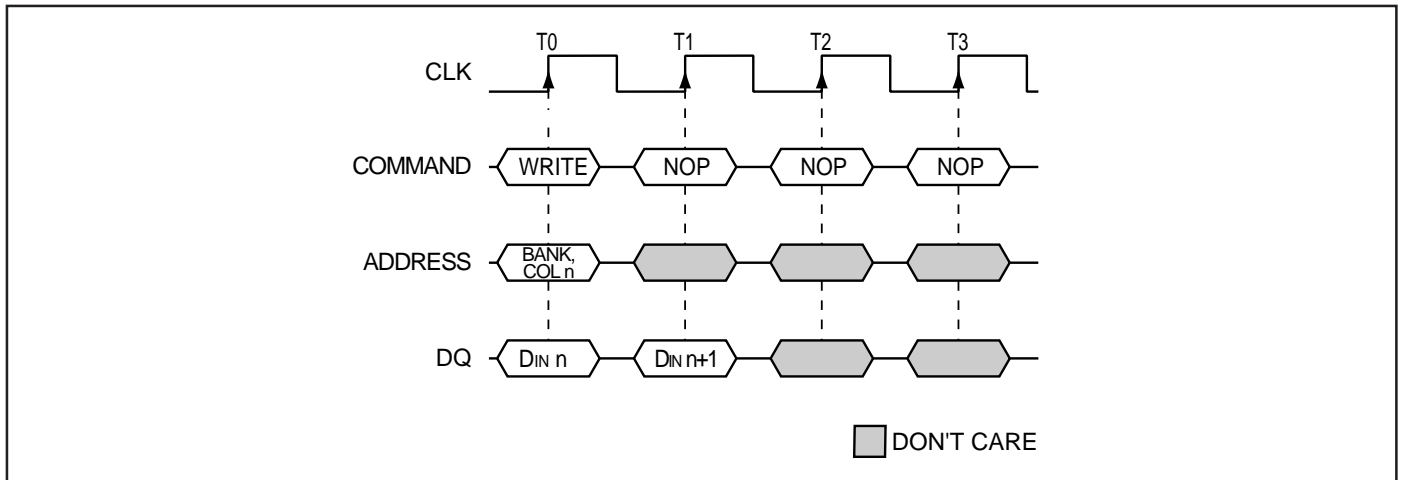 T0 T1 T2 T3
CLK
COMMAND WRITE NOP NOP NOP
ADDRESS BANK,
COL n
DQ DIN n DIN n+1
DON'T CARE